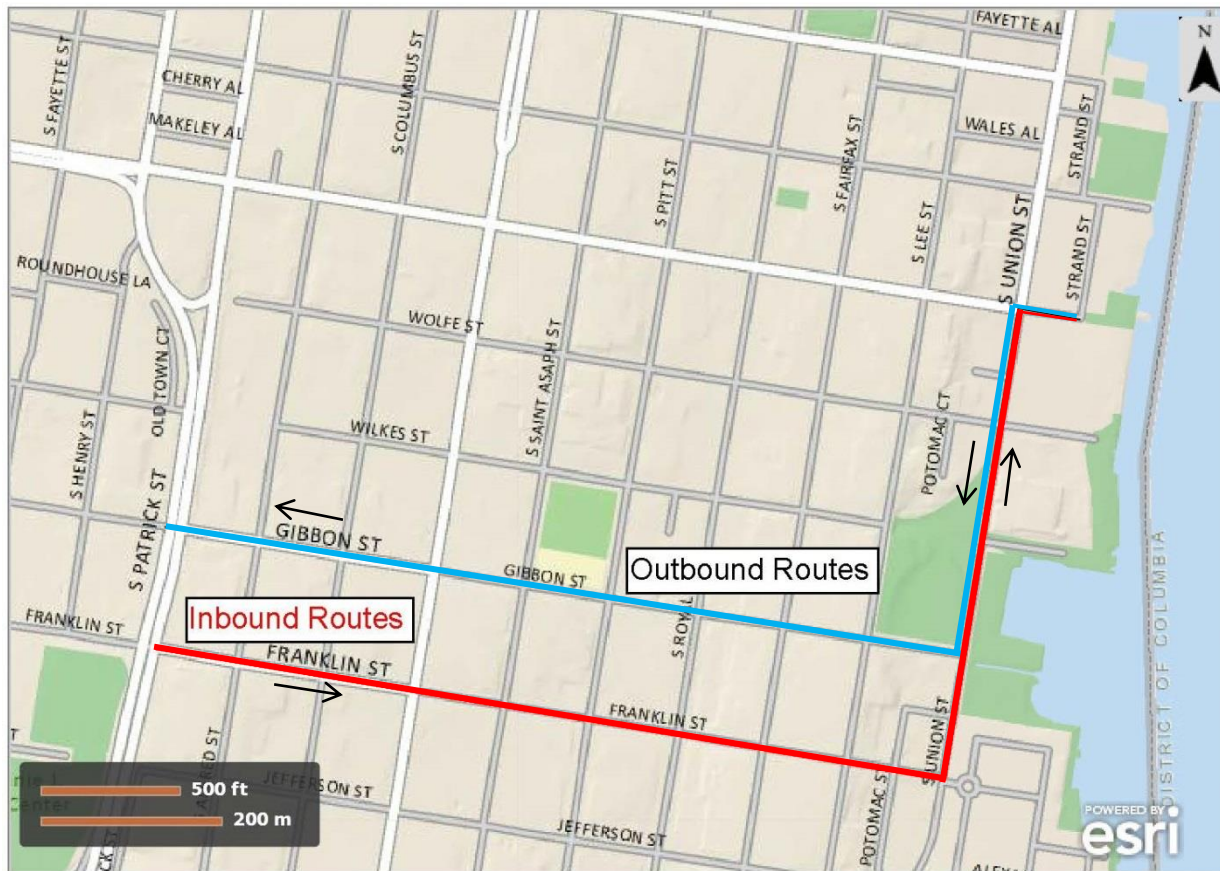 FAYETTE AL
N
S FAYETTE ST
CHERRY AL
S COLUMBUS ST
MAKELEY AL
WALES AL
STRAND ST
S FAIRFAX ST
S PITT ST
S LEE ST
S UNION ST
STRAND ST
ROUNDHOUSE LA
WOLFE ST
OLD TOWN CT
S SAINT ASAPH ST
WILKES ST
POTOMAC CT
S HENRY ST
S PATRICK ST
GIBBON ST
GIBBON ST
Outbound Routes
S ROYAL
DISTRICT OF COLUMBIA
FRANKLIN ST
Inbound Routes
FRANKLIN ST
FRANKLIN ST
S UNION ST
JEFFERSON ST
POTOMAC ST
500 ft
200 m
JEFFERSON ST
POWERED BY
esri